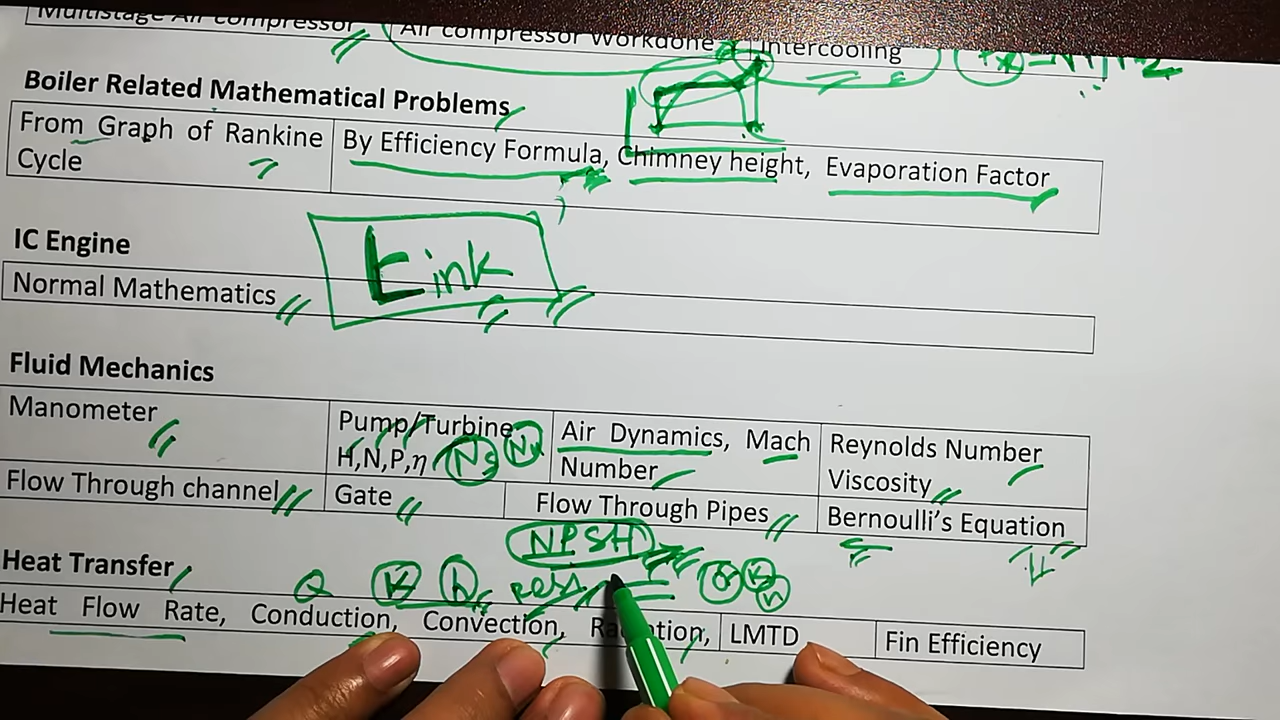 Multistage Air compressor
Air compressor Workdone
Intercooling
Boiler Related Mathematical Problems
From Graph of Rankine
Cycle
By Efficiency Formula, Chimney height, Evaporation Factor
IC Engine
Link
Normal Mathematics
Fluid Mechanics
Manometer
Pump/Turbine
H,N,P,η Ns Nu
Air Dynamics, Mach
Number
Reynolds Number
Viscosity
Flow Through channel
Gate
Flow Through Pipes
Bernoulli's Equation
NPSH
Heat Transfer
Q K h
Heat Flow Rate, Conduction, Convection, Radiation,
LMTD
Fin Efficiency